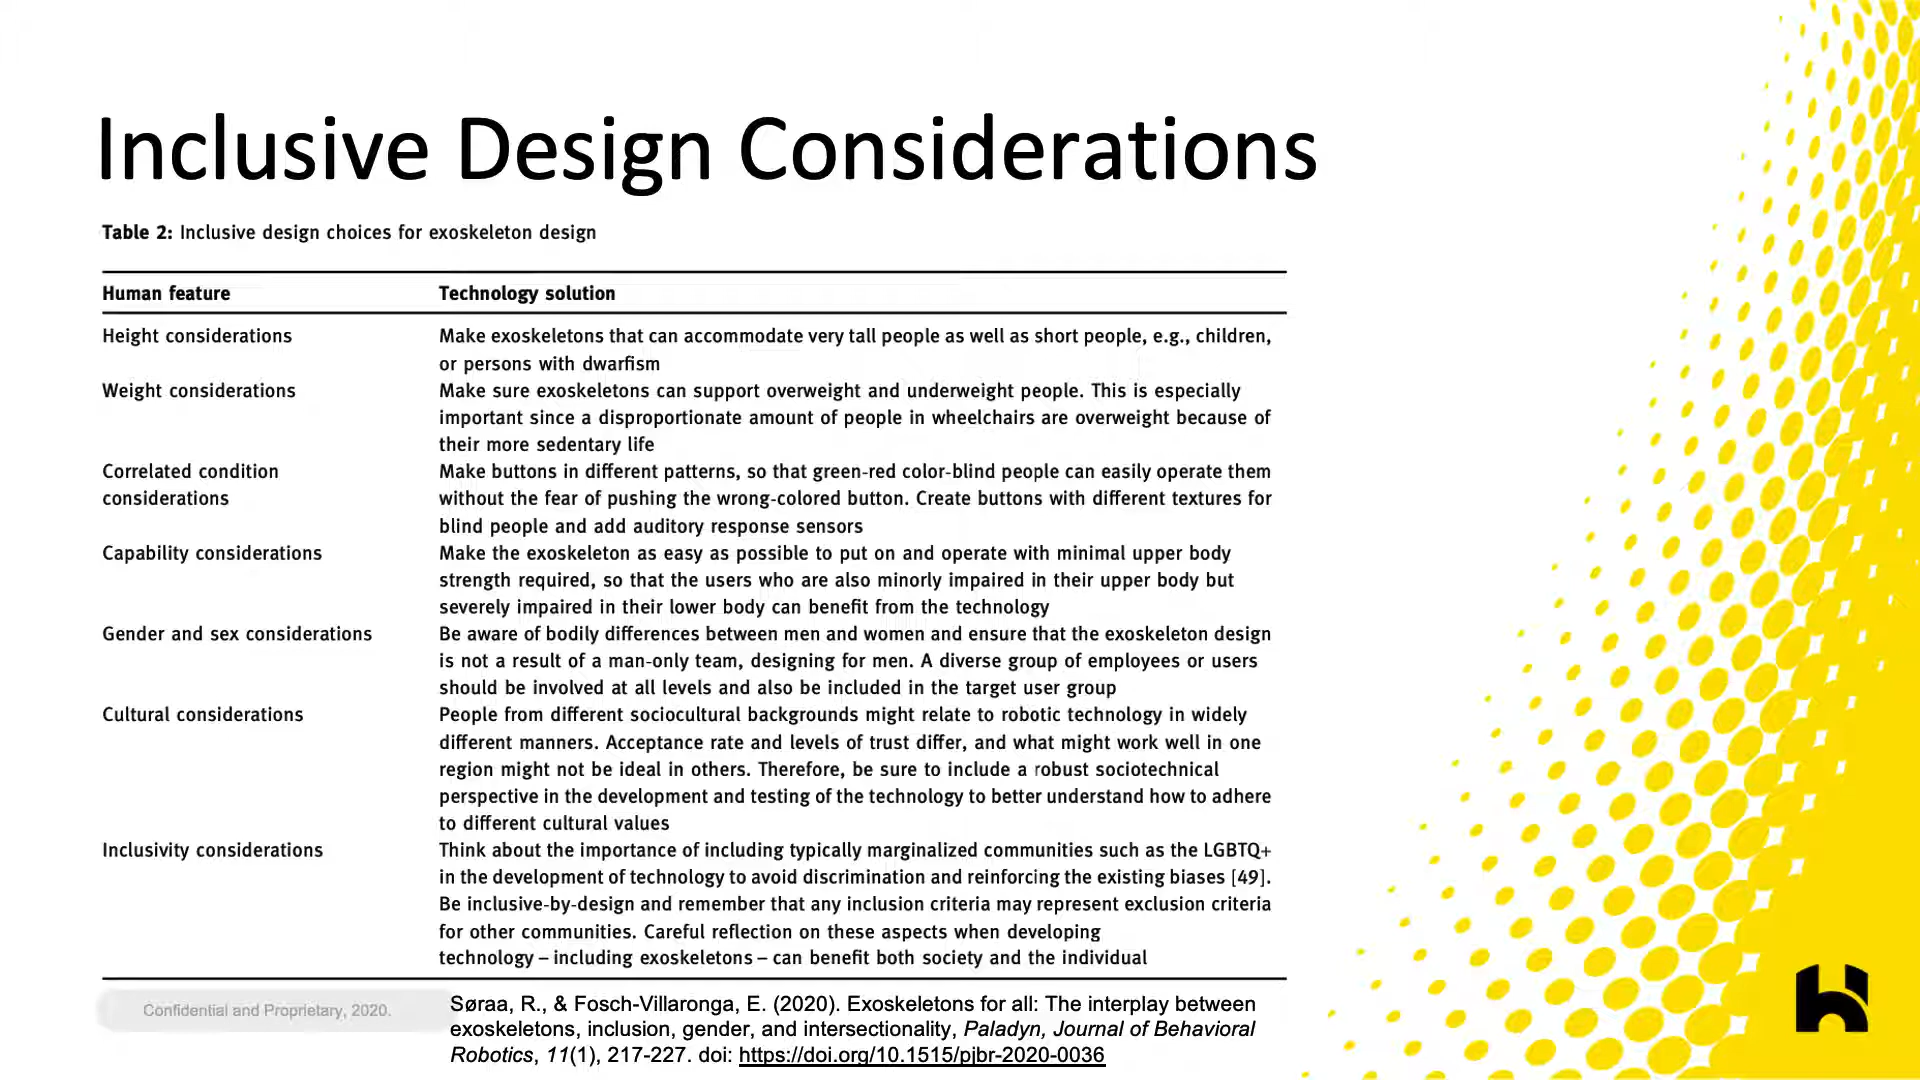 Inclusive Design Considerations
Table 2: Inclusive design choices for exoskeleton design
Human feature Technology solution
Height considerations Make exoskeletons that can accommodate very tall people as well as short people, e.g., children,
or persons with dwarfism
Weight considerations Make sure exoskeletons can support overweight and underweight people. This is especially
important since a disproportionate amount of people in wheelchairs are overweight because of
their more sedentary life
Correlated condition Make buttons in different patterns, so that green-red color-blind people can easily operate them
considerations without the fear of pushing the wrong-colored button. Create buttons with different textures for
blind people and add auditory response sensors
Capability considerations Make the exoskeleton as easy as possible to put on and operate with minimal upper body
strength required, so that the users who are also minorly impaired in their upper body but
severely impaired in their lower body can benefit from the technology
Gender and sex considerations Be aware of bodily differences between men and women and ensure that the exoskeleton design
is not a result of a man-only team, designing for men. A diverse group of employees or users
should be involved at all levels and also be included in the target user group
Cultural considerations People from different sociocultural backgrounds might relate to robotic technology in widely
different manners. Acceptance rate and levels of trust differ, and what might work well in one
region might not be ideal in others. Therefore, be sure to include a robust sociotechnical
perspective in the development and testing of the technology to better understand how to adhere
to different cultural values
Inclusivity considerations Think about the importance of including typically marginalized communities such as the LGBTQ+
in the development of technology to avoid discrimination and reinforcing the existing biases [49].
Be inclusive-by-design and remember that any inclusion criteria may represent exclusion criteria
for other communities. Careful reflection on these aspects when developing
technology – including exoskeletons – can benefit both society and the individual
Confidential and Proprietary, 2020.
Søraa, R., & Fosch-Villaronga, E. (2020). Exoskeletons for all: The interplay between
exoskeletons, inclusion, gender, and intersectionality, Paladyn, Journal of Behavioral
Robotics, 11(1), 217-227. doi: https://doi.org/10.1515/pjbr-2020-0036